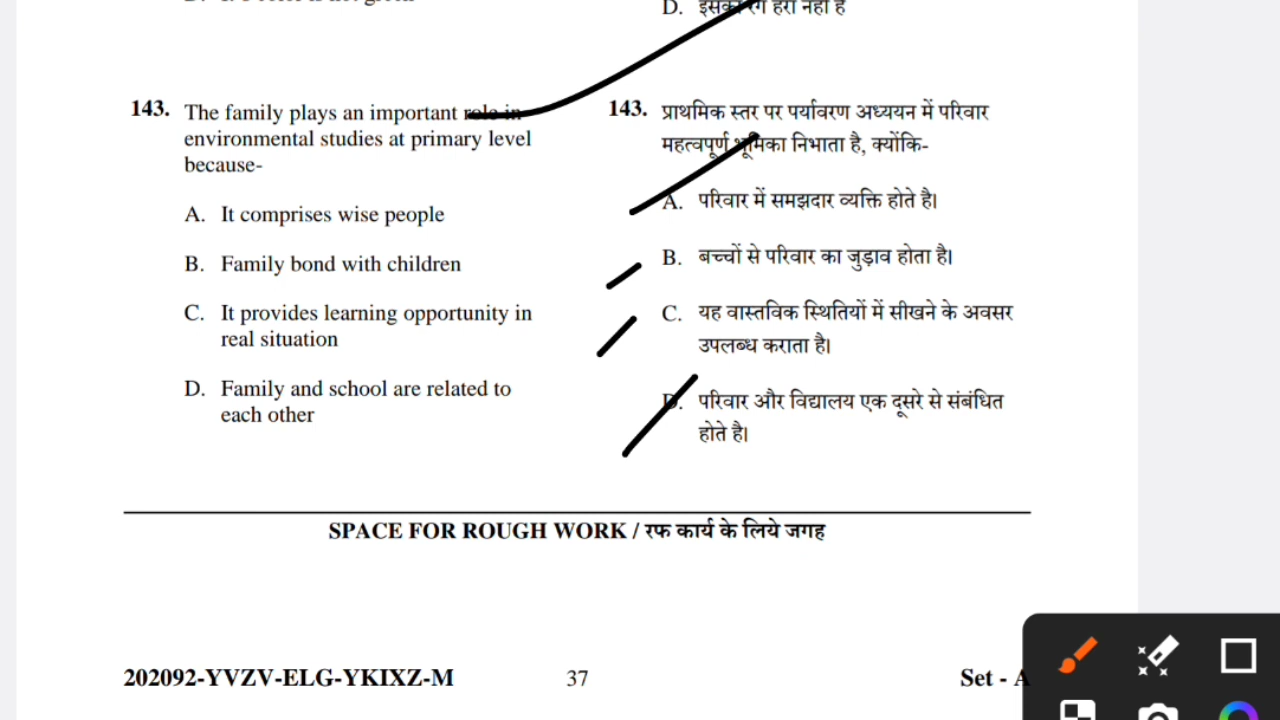 D. इसका रंग हरा नहीं है
143. The family plays an important role in
environmental studies at primary level
because-
A. It comprises wise people
B. Family bond with children
C. It provides learning opportunity in
real situation
D. Family and school are related to
each other
143. प्राथमिक स्तर पर पर्यावरण अध्ययन में परिवार
महत्वपूर्ण भूमिका निभाता है, क्योंकि-
A. परिवार में समझदार व्यक्ति होते है।
B. बच्चों से परिवार का जुड़ाव होता है।
C. यह वास्तविक स्थितियों में सीखने के अवसर
उपलब्ध कराता है।
D. परिवार और विद्यालय एक दूसरे से संबंधित
होते है।
SPACE FOR ROUGH WORK / रफ कार्य के लिये जगह
202092-YVZV-ELG-YKIXZ-M 37 Set - A